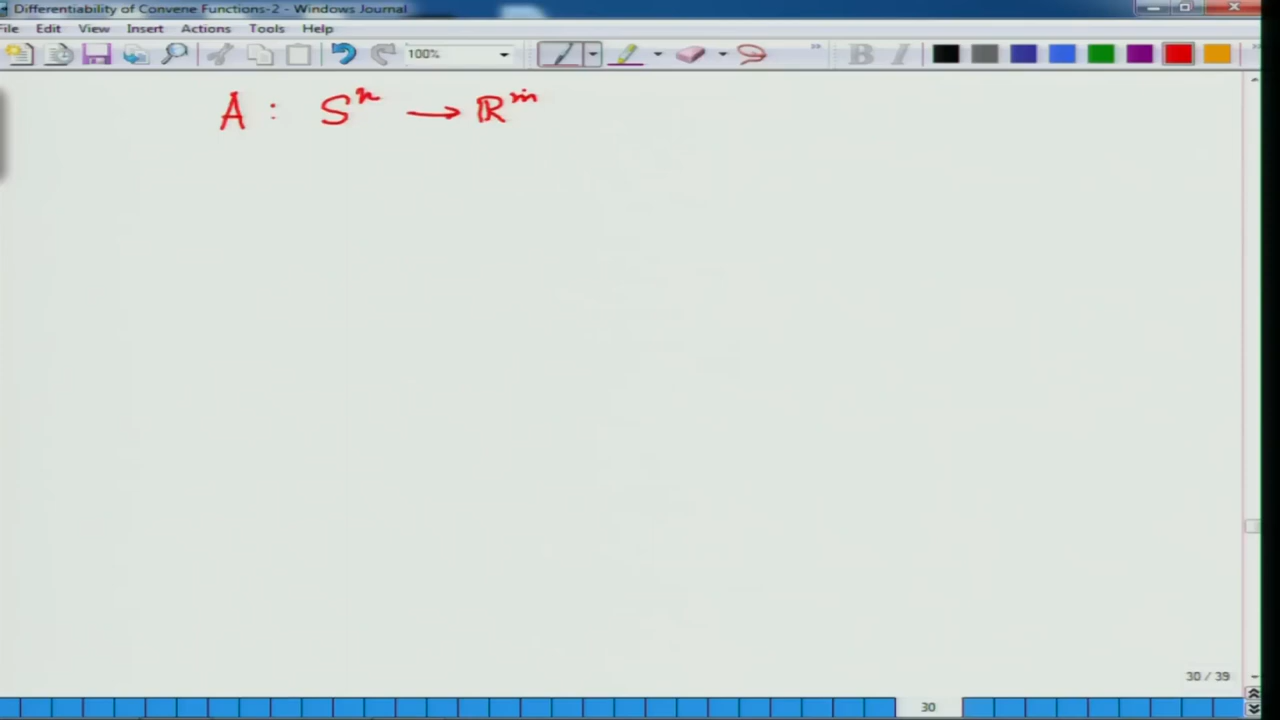 Differentiability of Convene Functions-2 - Windows Journal
File Edit View Insert Actions Tools Help
100%
B I
A : Sⁿ → ℝᵐ
30 / 39
30